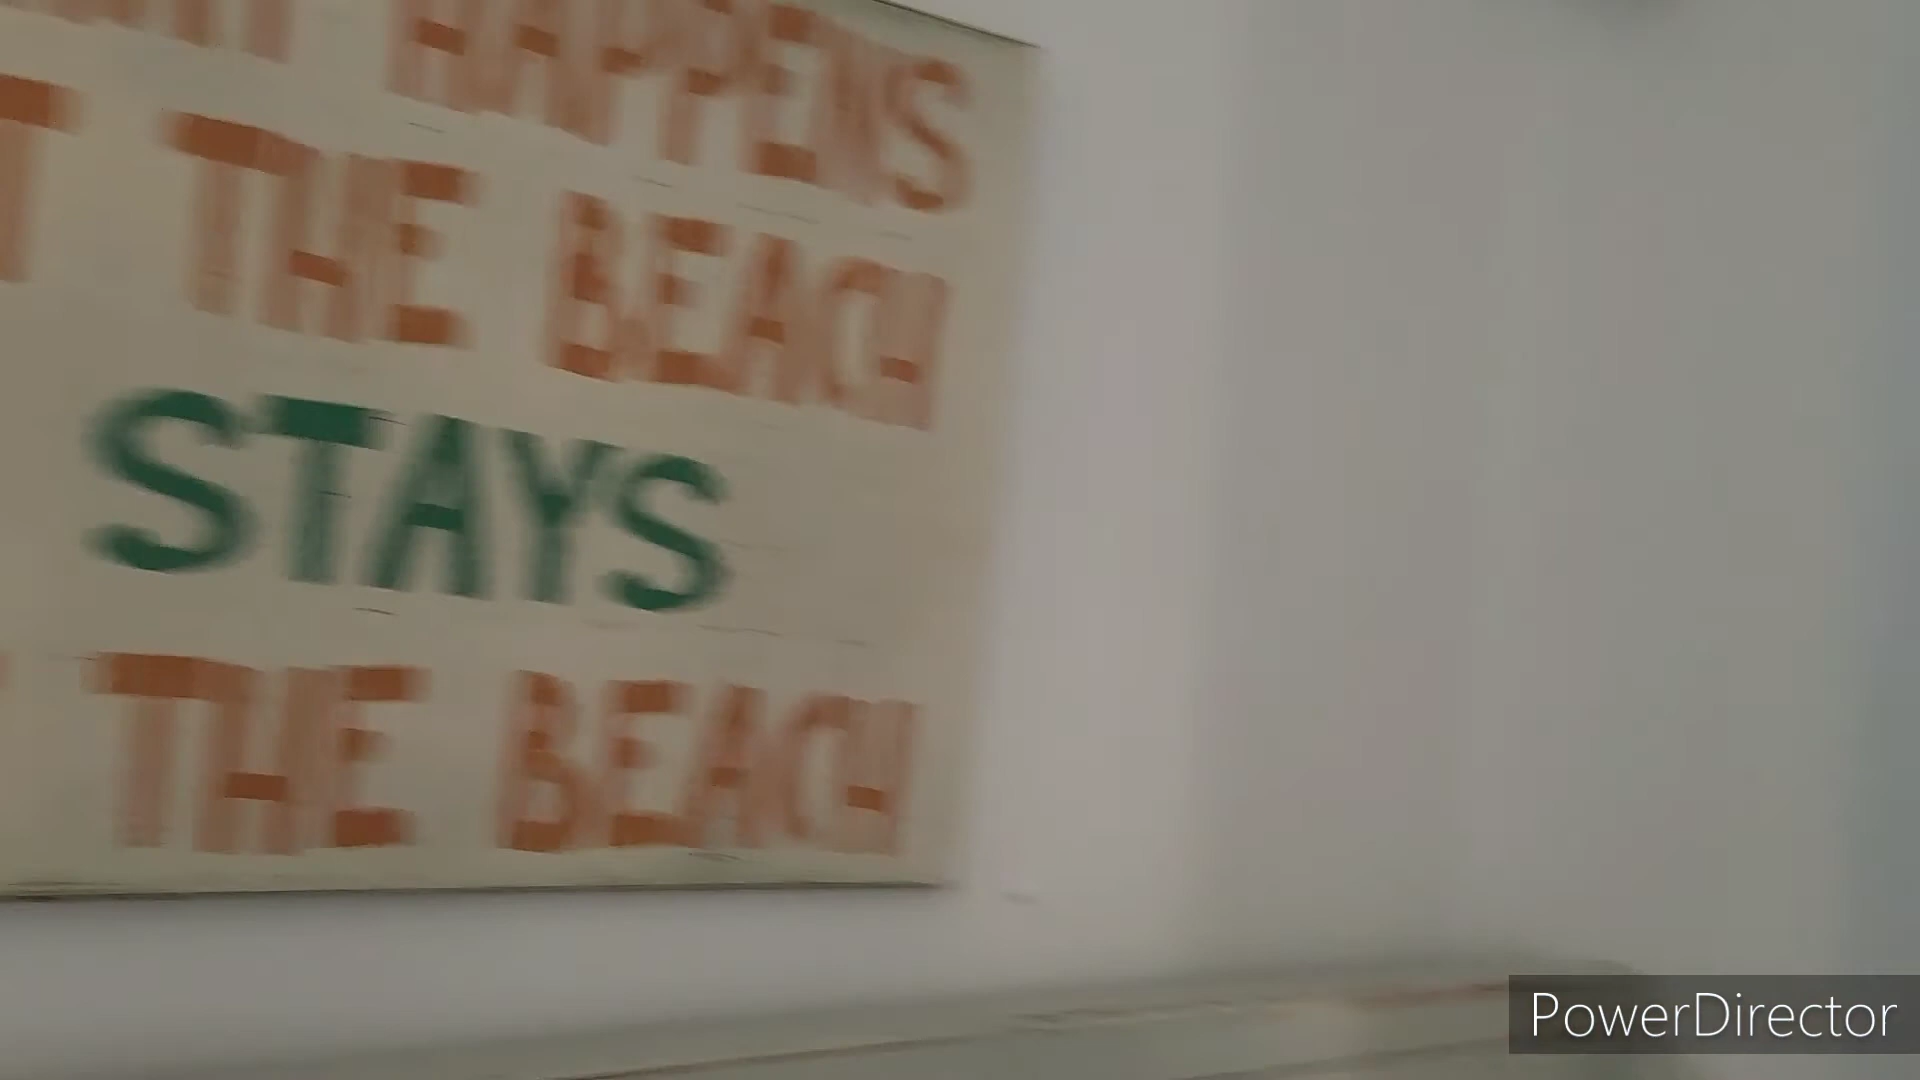 HAPPENS
THE BEACH
STAYS
THE BEACH
PowerDirector